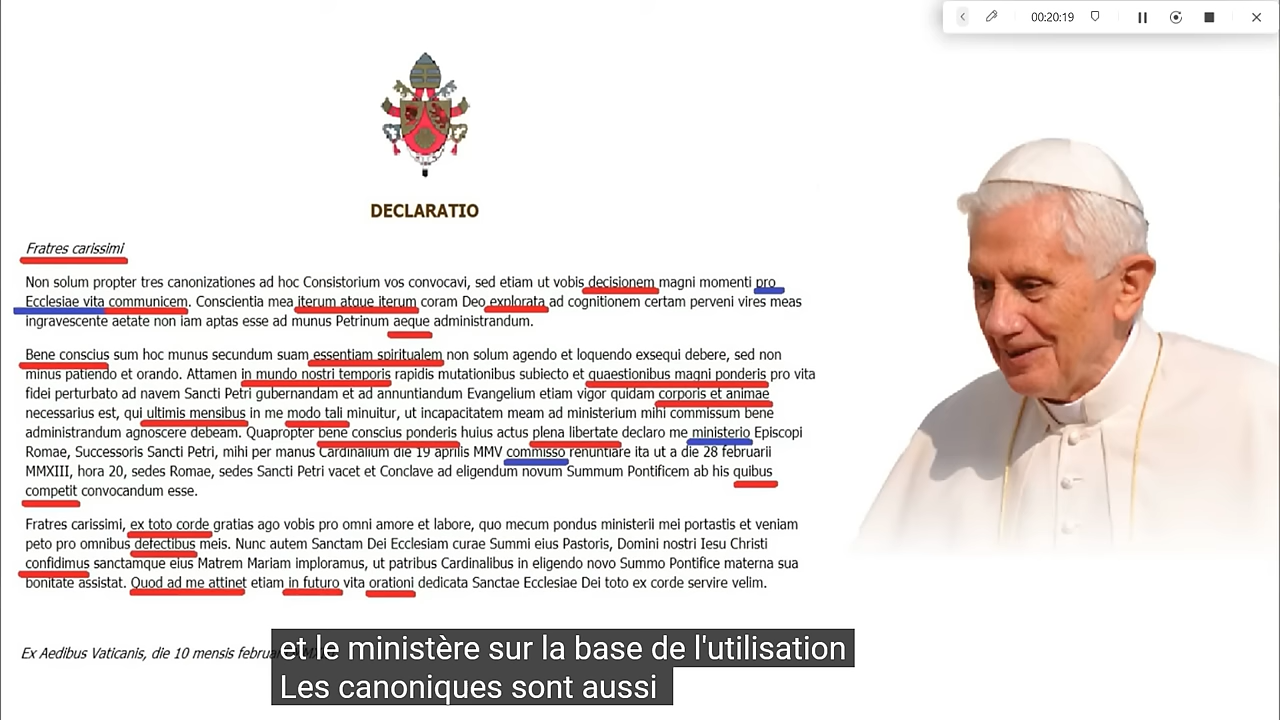 00:20:19
DECLARATIO
Fratres carissimi
Non solum propter tres canonizationes ad hoc Consistorium vos convocavi, sed etiam ut vobis decisionem magni momenti pro
Ecclesiae vita communicem. Conscientia mea iterum atque iterum coram Deo explorata ad cognitionem certam perveni vires meas
ingravescente aetate non iam aptas esse ad munus Petrinum aeque administrandum.
Bene conscius sum hoc munus secundum suam essentiam spiritualem non solum agendo et loquendo exsequi debere, sed non
minus patiendo et orando. Attamen in mundo nostri temporis rapidis mutationibus subiecto et quaestionibus magni ponderis pro vita
fidei perturbato ad navem Sancti Petri gubernandam et ad annuntiandum Evangelium etiam vigor quidam corporis et animae
necessarius est, qui ultimis mensibus in me modo tali minuitur, ut incapacitatem meam ad ministerium mihi commissum bene
administrandum agnoscere debeam. Quapropter bene conscius ponderis huius actus plena libertate declaro me ministerio Episcopi
Romae, Successoris Sancti Petri, mihi per manus Cardinalium die 19 aprilis MMV commisso renuntiare ita ut a die 28 februarii
MMXIII, hora 20, sedes Romae, sedes Sancti Petri vacet et Conclave ad eligendum novum Summum Pontificem ab his quibus
competit convocandum esse.
Fratres carissimi, ex toto corde gratias ago vobis pro omni amore et labore, quo mecum pondus ministerii mei portastis et veniam
peto pro omnibus defectibus meis. Nunc autem Sanctam Dei Ecclesiam curae Summi eius Pastoris, Domini nostri Iesu Christi
confidimus sanctamque eius Matrem Mariam imploramus, ut patribus Cardinalibus in eligendo novo Summo Pontifice materna sua
bonitate assistat. Quod ad me attinet etiam in futuro vita orationi dedicata Sanctae Ecclesiae Dei toto ex corde servire velim.
Ex Aedibus Vaticanis, die 10 mensis
et le ministère sur la base de l'utilisation
Les canoniques sont aussi